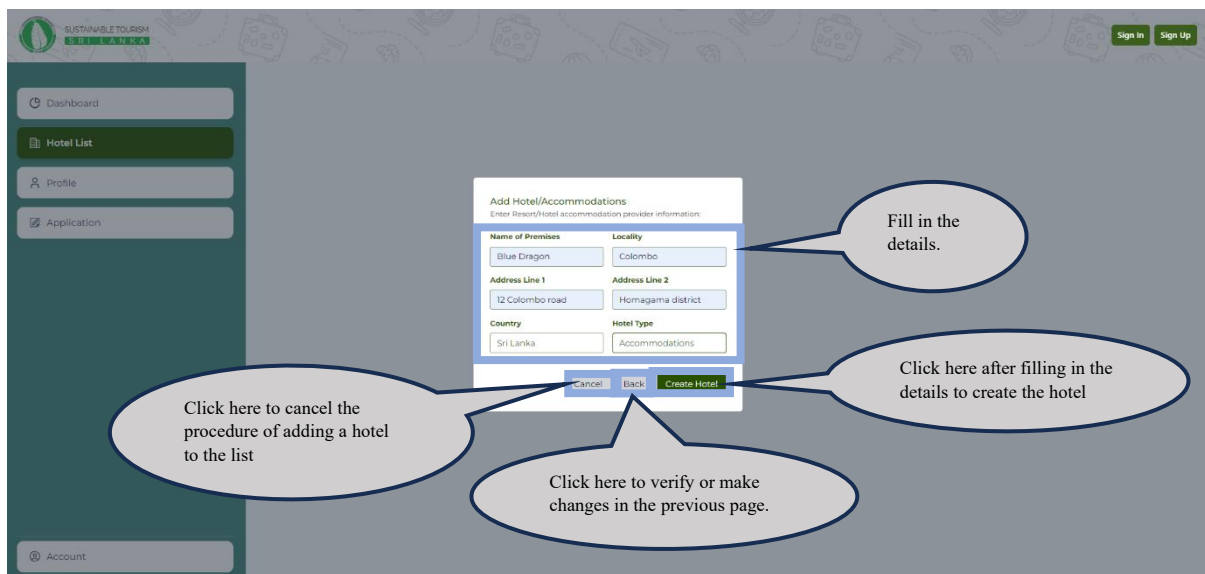 SUSTAINABLE TOURISM
SRI LANKA
Sign In Sign Up
Dashboard
Hotel List
Profile
Application
Account
Add Hotel/Accommodations
Enter Resort/Hotel accommodation provider information:
Name of Premises Locality
Blue Dragon Colombo
Address Line 1 Address Line 2
12 Colombo road Homagama district
Country Hotel Type
Sri Lanka Accommodations
Cancel Back Create Hotel
Fill in the
details.
Click here after filling in the
details to create the hotel
Click here to cancel the
procedure of adding a hotel
to the list
Click here to verify or make
changes in the previous page.